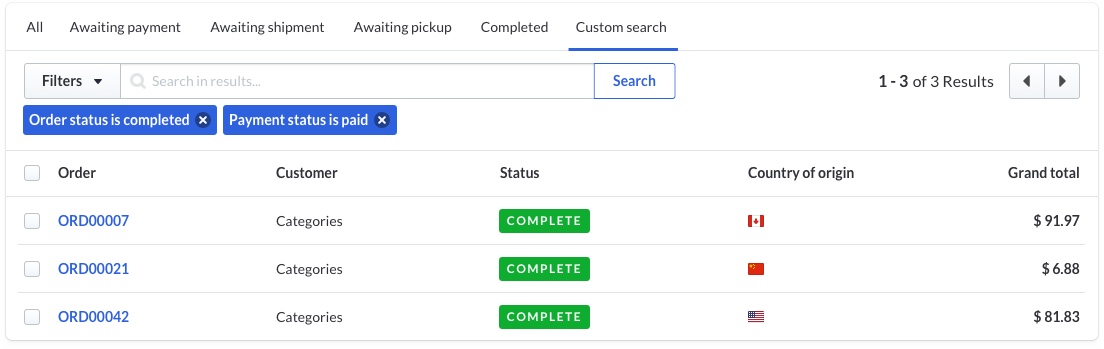 All Awaiting payment Awaiting shipment Awaiting pickup Completed Custom search
Filters Search in results... Search 1 - 3 of 3 Results
Order status is completed Payment status is paid
Order Customer Status Country of origin Grand total
ORD00007 Categories COMPLETE $ 91.97
ORD00021 Categories COMPLETE $ 6.88
ORD00042 Categories COMPLETE $ 81.83